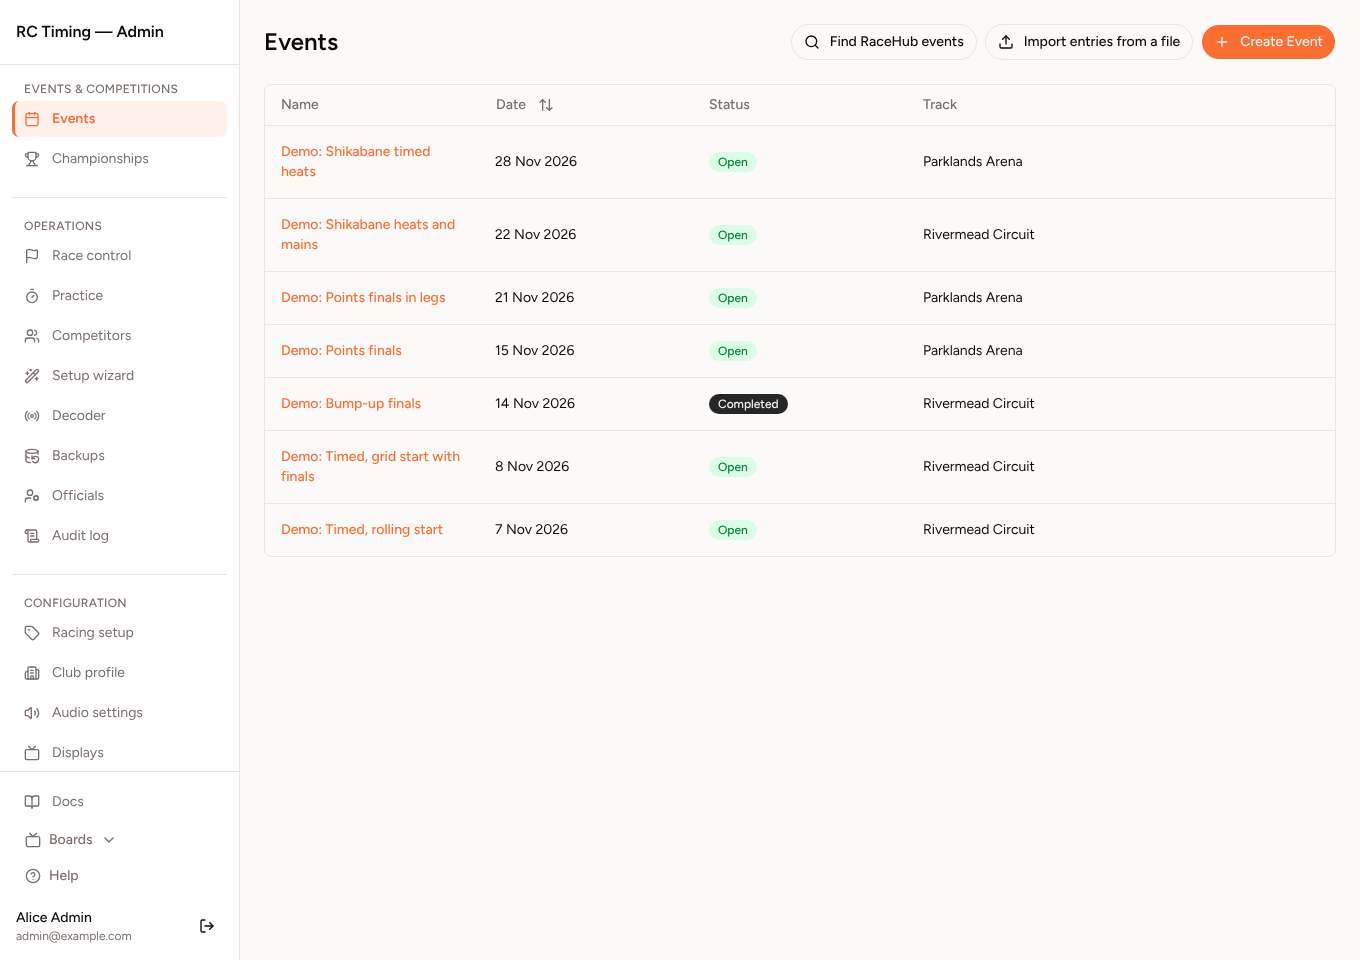 RC Timing — Admin
EVENTS & COMPETITIONS
Events
Championships
OPERATIONS
Race control
Practice
Competitors
Setup wizard
Decoder
Backups
Officials
Audit log
CONFIGURATION
Racing setup
Club profile
Audio settings
Displays
Docs
Boards
Help
Alice Admin
admin@example.com
Events
Find RaceHub events
Import entries from a file
Create Event
Name Date Status Track
Demo: Shikabane timed
heats
28 Nov 2026 Open Parklands Arena
Demo: Shikabane heats and
mains
22 Nov 2026 Open Rivermead Circuit
Demo: Points finals in legs 21 Nov 2026 Open Parklands Arena
Demo: Points finals 15 Nov 2026 Open Parklands Arena
Demo: Bump-up finals 14 Nov 2026 Completed Rivermead Circuit
Demo: Timed, grid start with
finals
8 Nov 2026 Open Rivermead Circuit
Demo: Timed, rolling start 7 Nov 2026 Open Rivermead Circuit